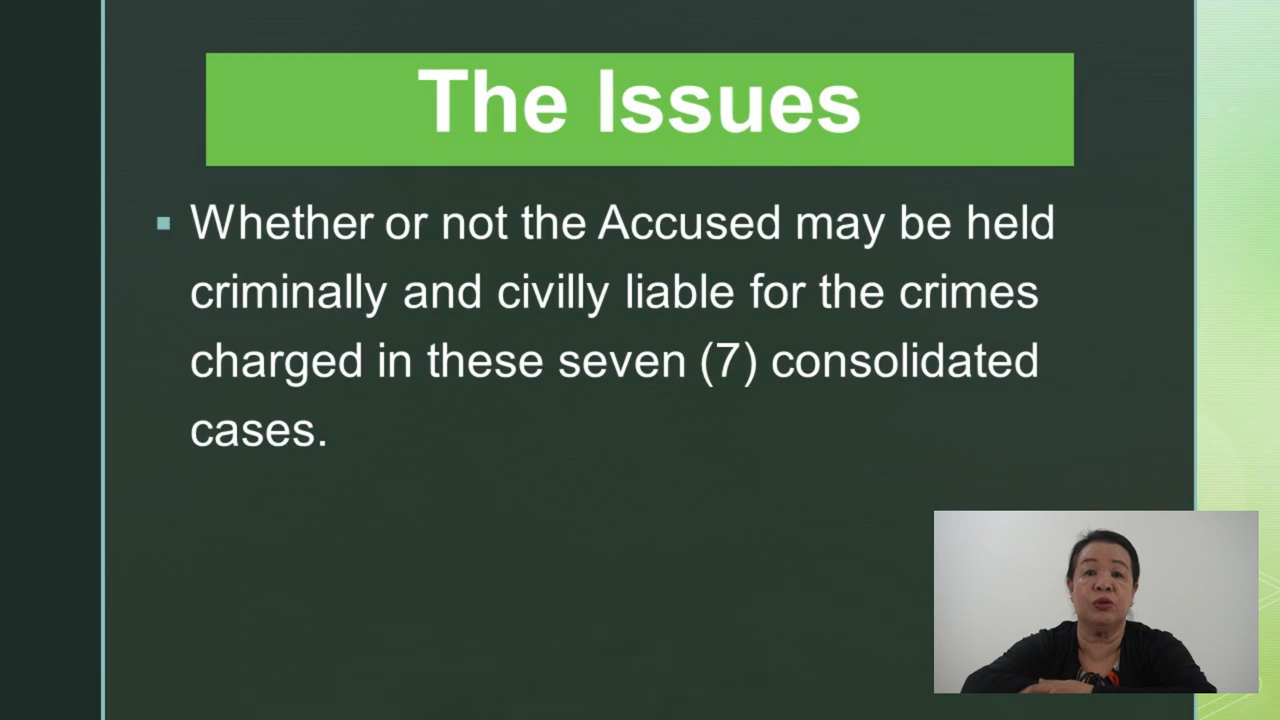 The Issues
Whether or not the Accused may be held
criminally and civilly liable for the crimes
charged in these seven (7) consolidated
cases.